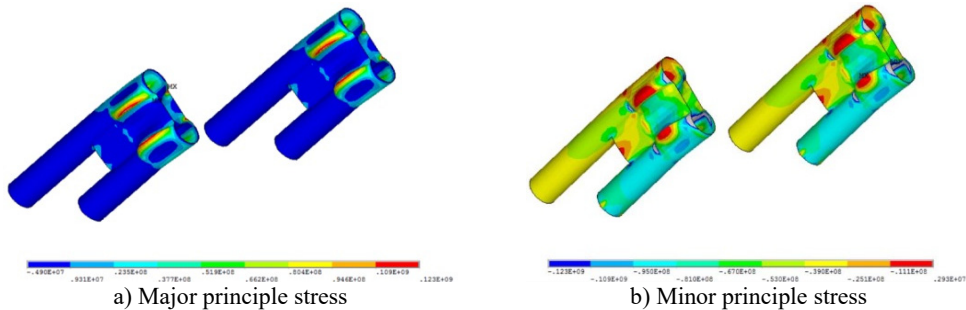 MX
-.490E+07 .235E+08 .519E+08 .804E+08 .109E+09
.931E+07 .377E+08 .662E+08 .946E+08 .123E+09
a) Major principle stress
-.123E+09 -.950E+08 -.670E+08 -.390E+08 -.111E+08
-.109E+09 -.810E+08 -.530E+08 -.251E+08 .293E+07
b) Minor principle stress